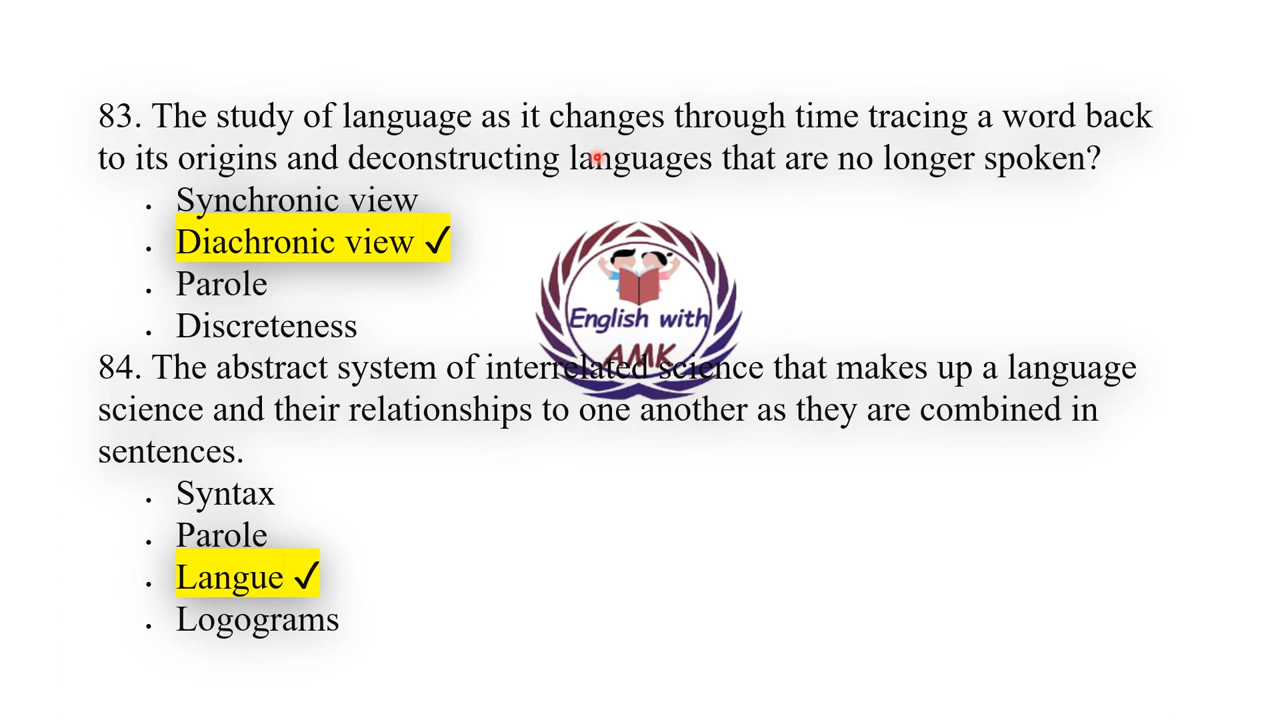 83. The study of language as it changes through time tracing a word back
to its origins and deconstructing languages that are no longer spoken?
. Synchronic view
. Diachronic view ✓
. Parole
. Discreteness
English with
AMK
84. The abstract system of interrelated science that makes up a language
science and their relationships to one another as they are combined in
sentences.
. Syntax
. Parole
. Langue ✓
. Logograms